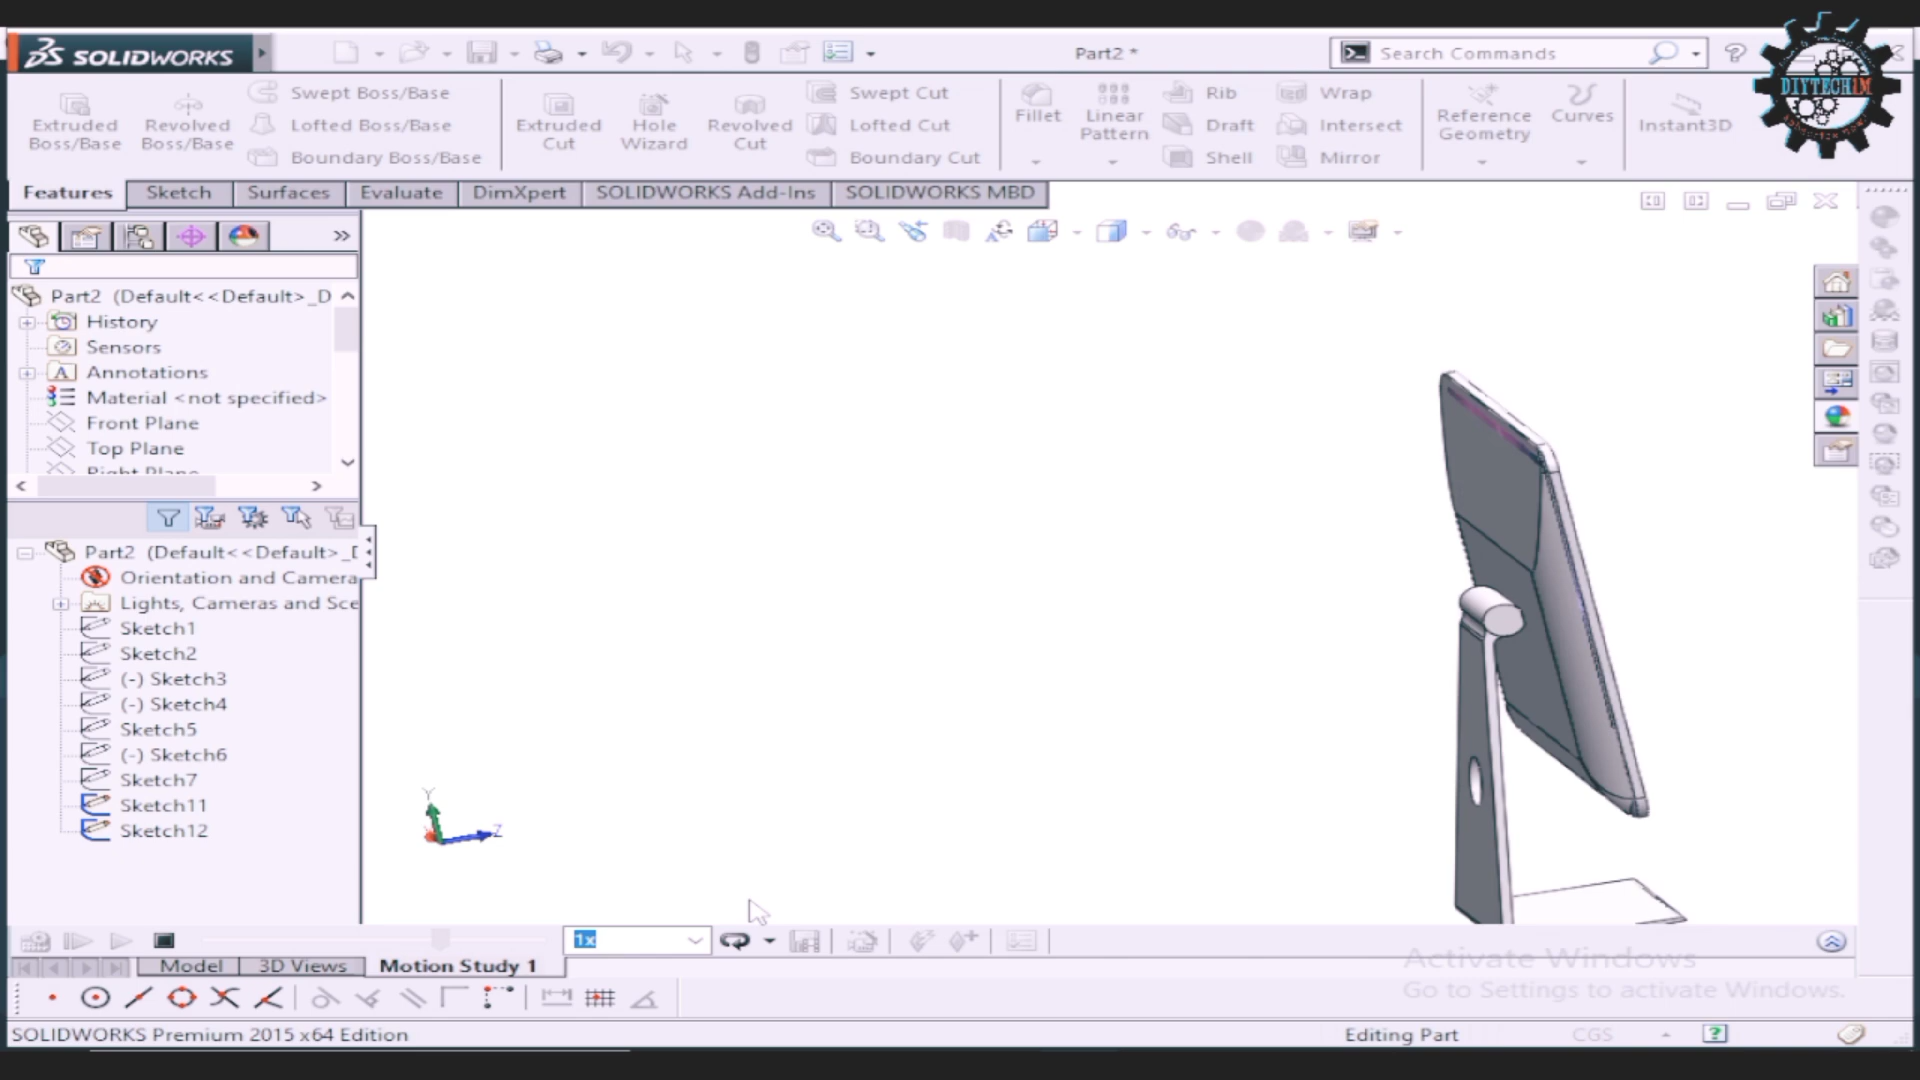 SOLIDWORKS
Part2 *
Search Commands
DIYTECH1M
Extruded Boss/Base
Revolved Boss/Base
Swept Boss/Base
Lofted Boss/Base
Boundary Boss/Base
Extruded Cut
Hole Wizard
Revolved Cut
Swept Cut
Lofted Cut
Boundary Cut
Fillet
Linear Pattern
Rib
Draft
Shell
Wrap
Intersect
Mirror
Reference Geometry
Curves
Instant3D
Features
Sketch
Surfaces
Evaluate
DimXpert
SOLIDWORKS Add-Ins
SOLIDWORKS MBD
Part2 (Default<<Default>_D
History
Sensors
Annotations
Material <not specified>
Front Plane
Top Plane
Right Plane
Part2 (Default<<Default>_D
Orientation and Camera
Lights, Cameras and Sce
Sketch1
Sketch2
(-) Sketch3
(-) Sketch4
Sketch5
(-) Sketch6
Sketch7
Sketch11
Sketch12
Y
Z
1x
Model
3D Views
Motion Study 1
Activate Windows
Go to Settings to activate Windows.
SOLIDWORKS Premium 2015 x64 Edition
Editing Part
CGS